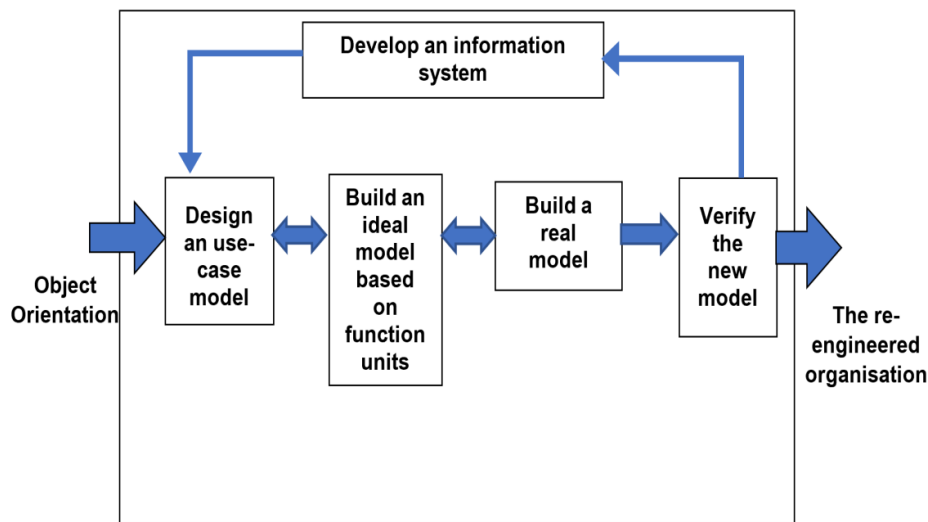 Develop an information
system
Design
an use-
case
model
Build an
ideal
model
based
on
function
units
Build a
real
model
Verify
the
new
model
Object
Orientation
The re-
engineered
organisation